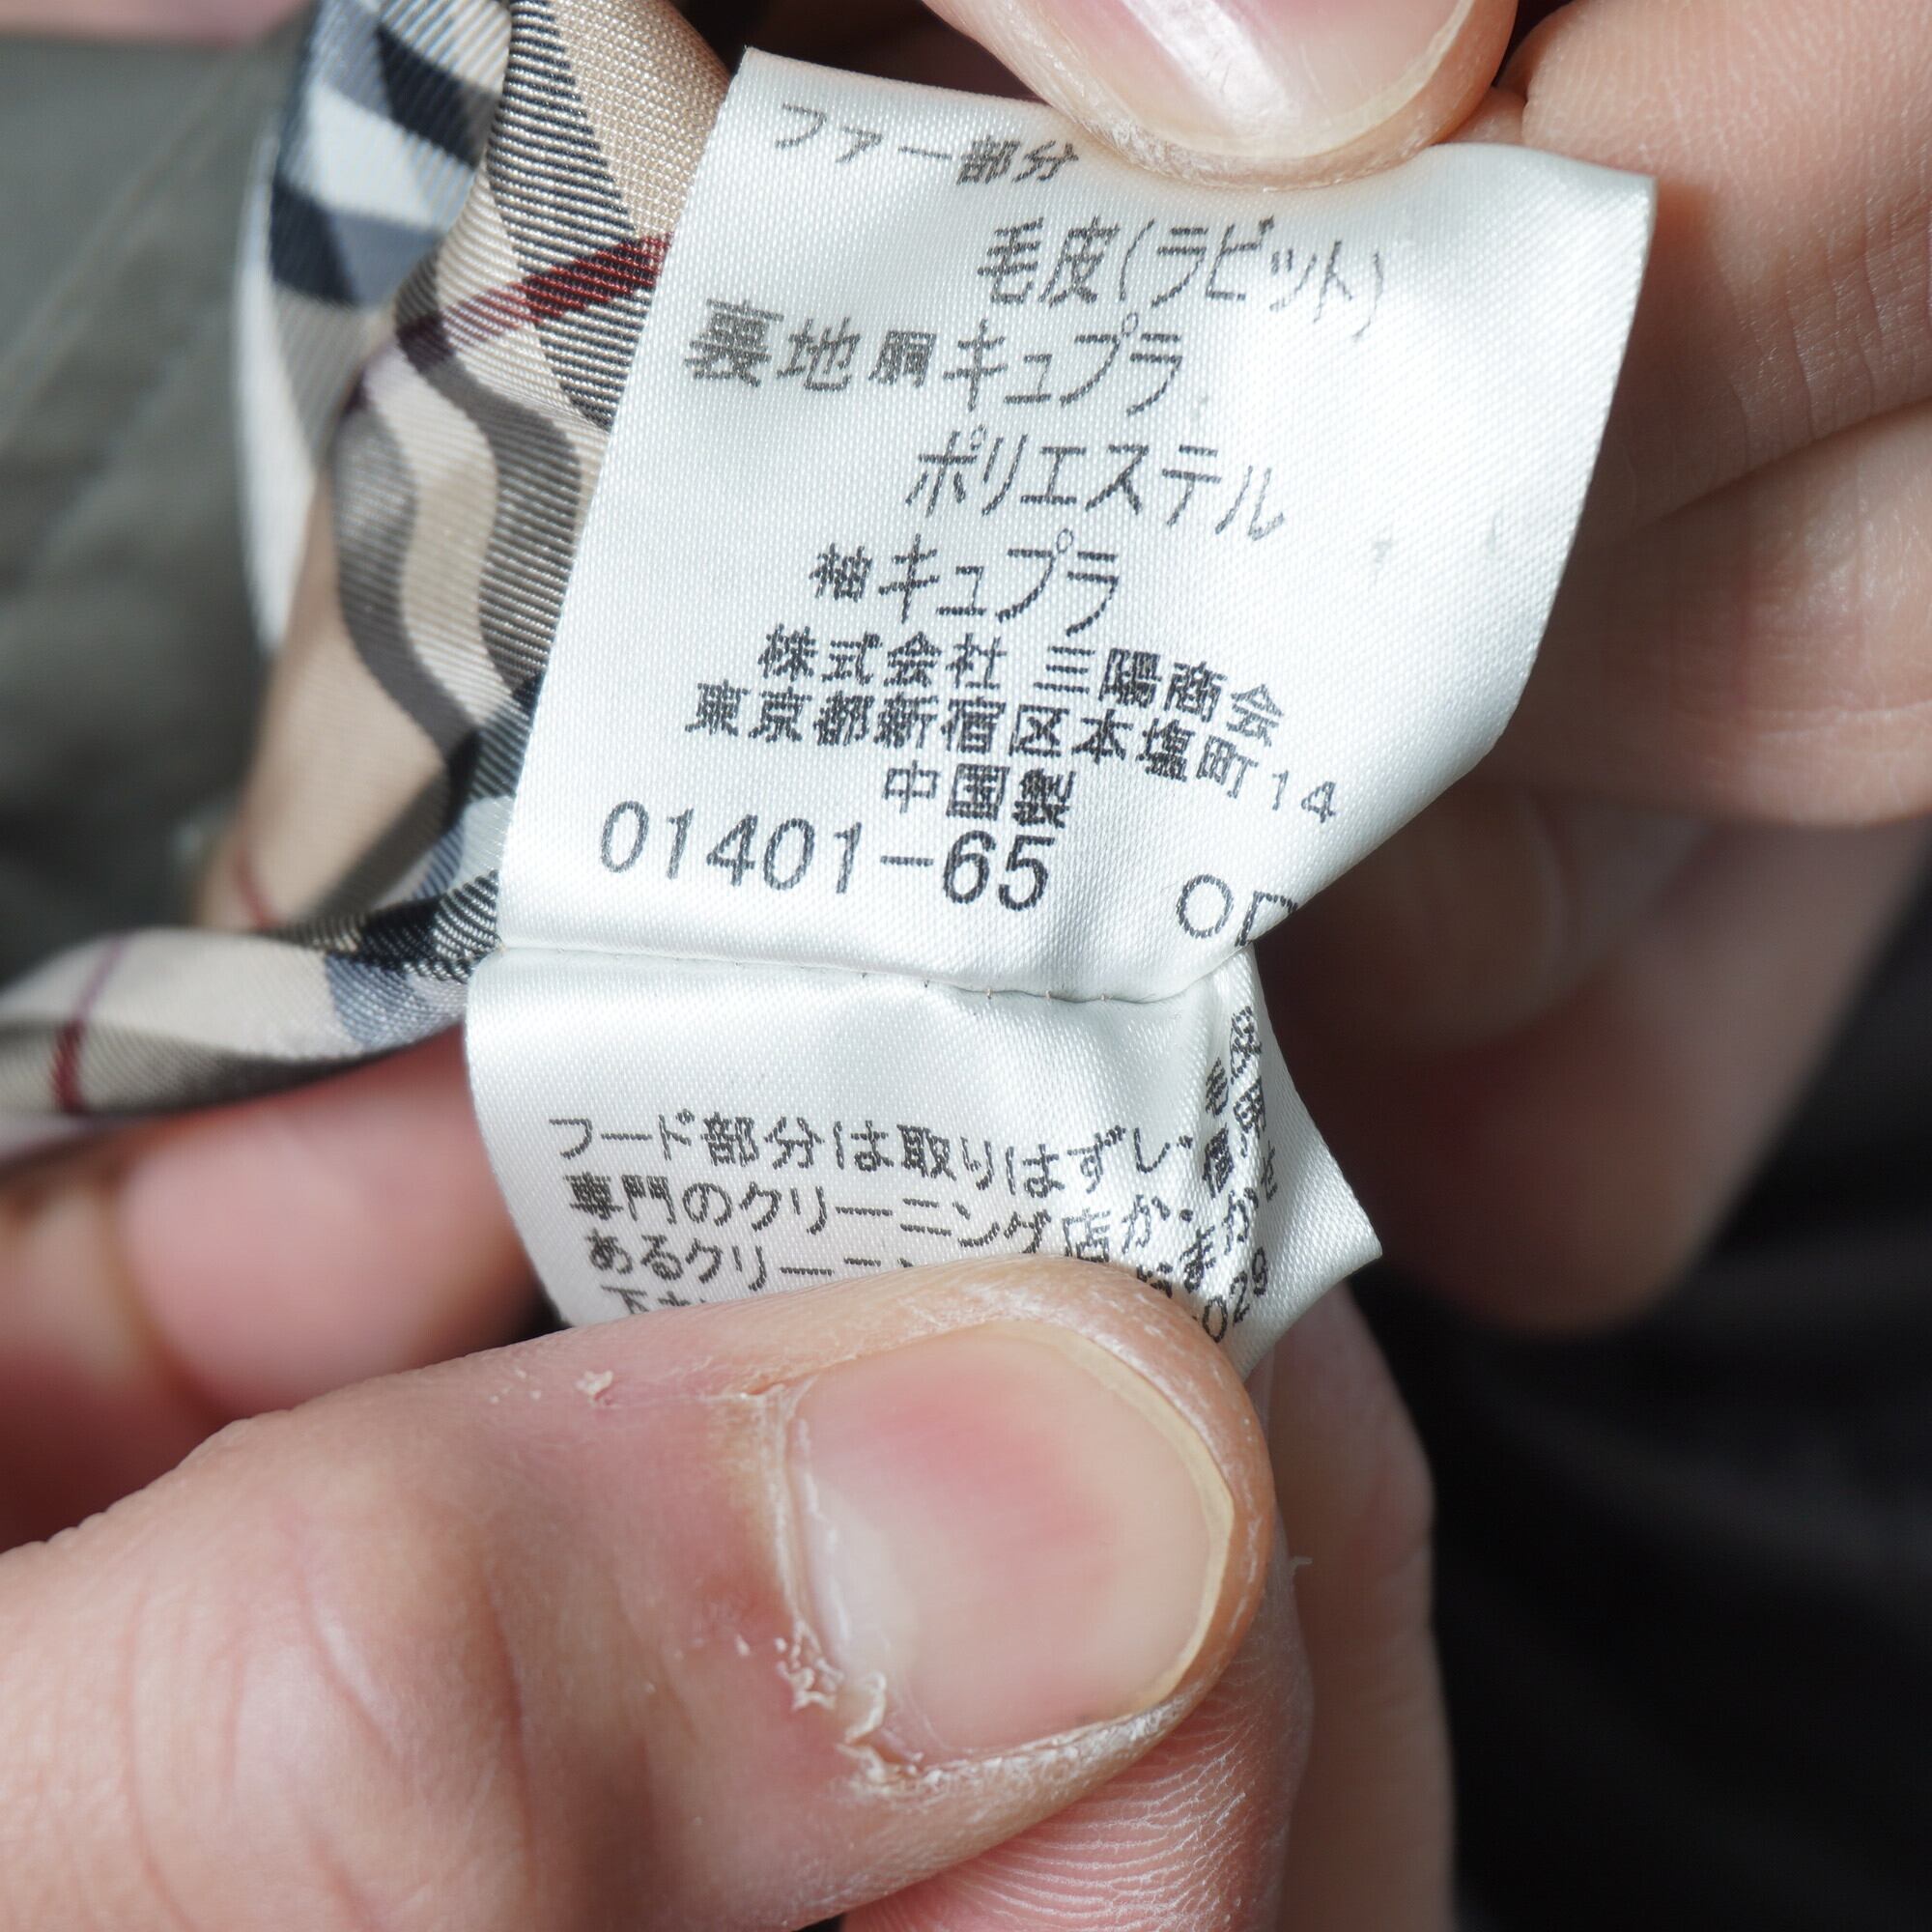 ファー部分
毛皮(ラビット)
裏地 胴キュプラ
ポリエステル
袖キュプラ
株式会社 三陽商会
東京都新宿区本塩町14
中国製
01401-65
フード部分は取りはずし
専門のクリーニング店か
あるクリーニ
029